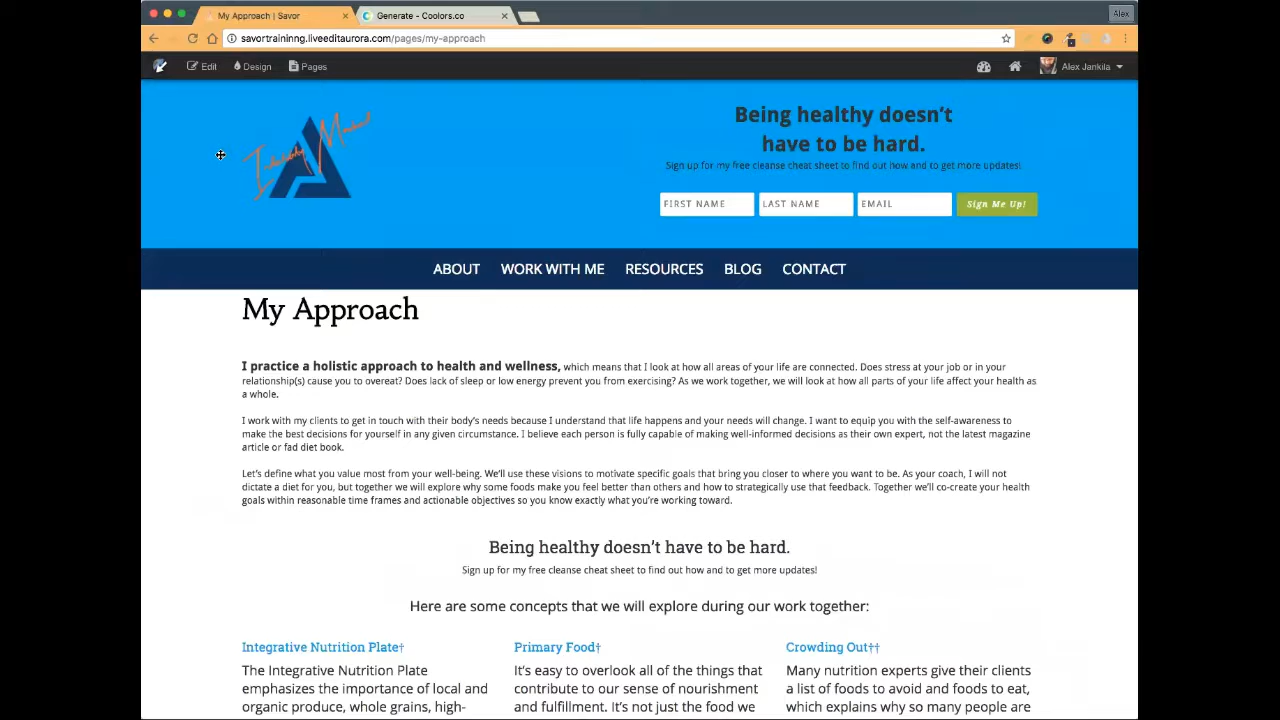 My Approach | Savor
Generate - Coolors.co
Alex
savortraininng.liveeditaurora.com/pages/my-approach
Edit
Design
Pages
Alex Jankila
Being healthy doesn't
have to be hard.
Sign up for my free cleanse cheat sheet to find out how and to get more updates!
FIRST NAME
LAST NAME
EMAIL
Sign Me Up!
ABOUT
WORK WITH ME
RESOURCES
BLOG
CONTACT
My Approach
I practice a holistic approach to health and wellness, which means that I look at how all areas of your life are connected. Does stress at your job or in your
relationship(s) cause you to overeat? Does lack of sleep or low energy prevent you from exercising? As we work together, we will look at how all parts of your life affect your health as
a whole.
I work with my clients to get in touch with their body's needs because I understand that life happens and your needs will change. I want to equip you with the self-awareness to
make the best decisions for yourself in any given circumstance. I believe each person is fully capable of making well-informed decisions as their own expert, not the latest magazine
article or fad diet book.
Let's define what you value most from your well-being. We'll use these visions to motivate specific goals that bring you closer to where you want to be. As your coach, I will not
dictate a diet for you, but together we will explore why some foods make you feel better than others and how to strategically use that feedback. Together we'll co-create your health
goals within reasonable time frames and actionable objectives so you know exactly what you're working toward.
Being healthy doesn't have to be hard.
Sign up for my free cleanse cheat sheet to find out how and to get more updates!
Here are some concepts that we will explore during our work together:
Integrative Nutrition Plate†
The Integrative Nutrition Plate
emphasizes the importance of local and
organic produce, whole grains, high-
Primary Food†
It's easy to overlook all of the things that
contribute to our sense of nourishment
and fulfillment. It's not just the food we
Crowding Out††
Many nutrition experts give their clients
a list of foods to avoid and foods to eat,
which explains why so many people are